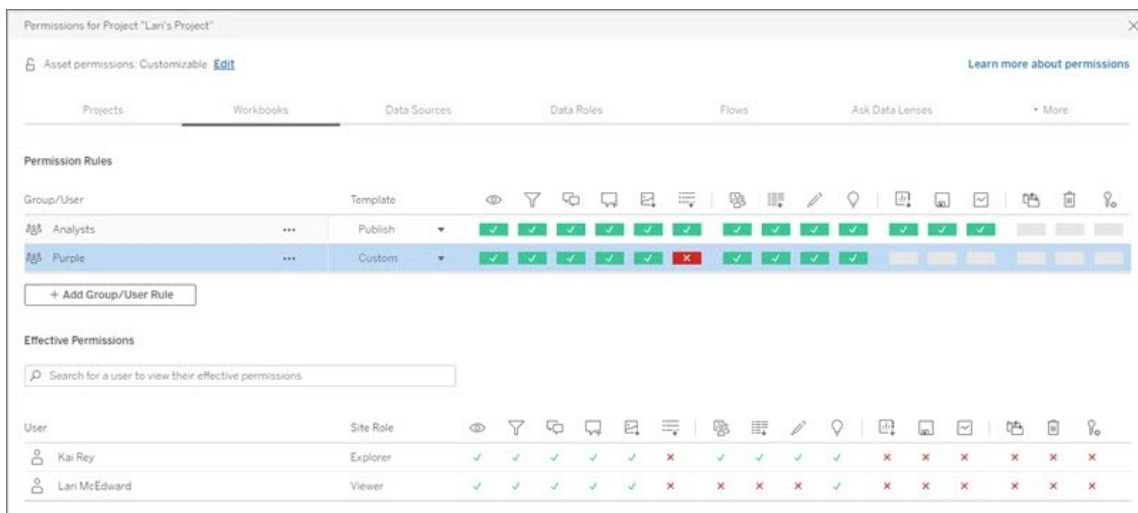 Permissions for Project "Lari's Project"
Asset permissions: Customizable Edit
Learn more about permissions
Projects Workbooks Data Sources Data Roles Flows Ask Data Lenses • More
Permission Rules
Group/User Template
Analysts ••• Publish
Purple ••• Custom
+ Add Group/User Rule
Effective Permissions
Search for a user to view their effective permissions
User Site Role
Kai Rey Explorer
Lari McEdward Viewer